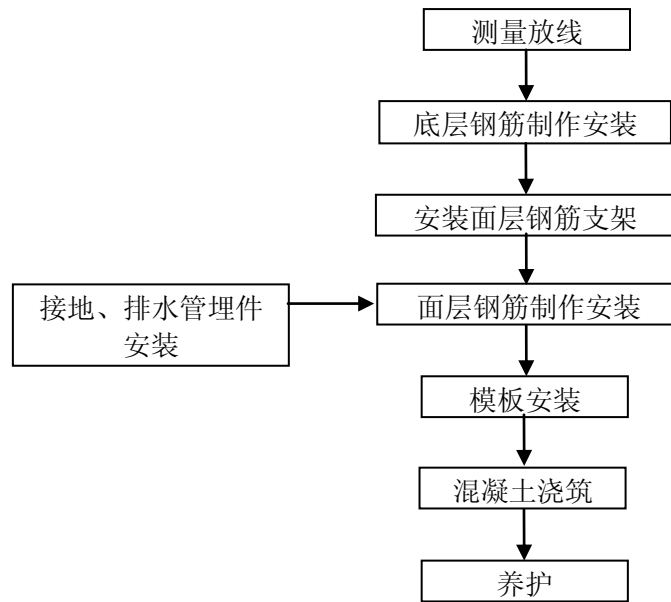 测量放线
底层钢筋制作安装
安装面层钢筋支架
接地、排水管埋件
安装
面层钢筋制作安装
模板安装
混凝土浇筑
养护